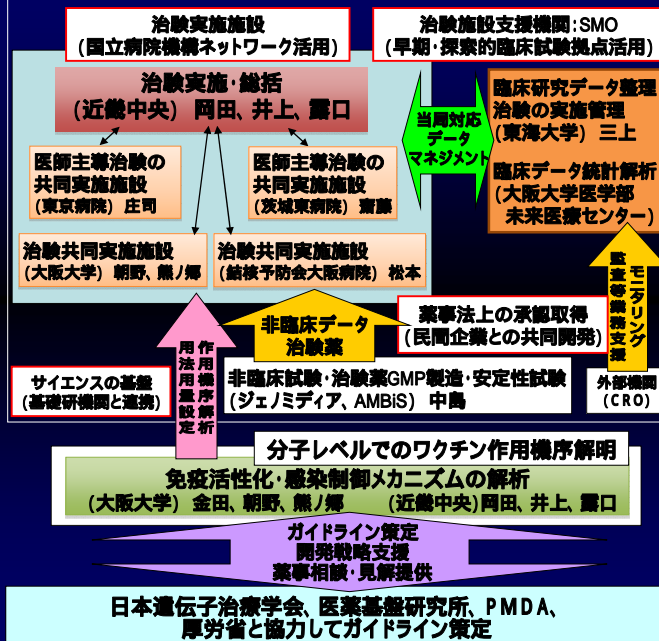 治験実施施設
(国立病院機構ネットワーク活用)
治験施設支援機関:SMO
(早期・探索的臨床試験拠点活用)
治験実施・総括
(近畿中央) 岡田、井上、露口
医師主導治験の
共同実施施設
(東京病院) 庄司
医師主導治験の
共同実施施設
(茨城東病院) 齋藤
治験共同実施施設
(大阪大学) 朝野、熊ノ郷
治験共同実施施設
(結核予防会大阪病院) 松本
当局対応
データ
マネジメント
臨床研究データ整理
治験の実施管理
(東海大学) 三上
臨床データ統計解析
(大阪大学医学部
未来医療センター)
モニタリング
監査等業務支援
外部機関
(CRO)
非臨床データ
治験薬
薬事法上の承認取得
(民間企業との共同開発)
作用機序解析
用法用量設定
サイエンスの基盤
(基礎研機関と連携)
非臨床試験・治験薬GMP製造・安定性試験
(ジェノミディア、AMBiS) 中島
分子レベルでのワクチン作用機序解明
免疫活性化・感染制御メカニズムの解析
(大阪大学) 金田、朝野、熊ノ郷 (近畿中央)岡田、井上、露口
ガイドライン策定
開発戦略支援
薬事相談・見解提供
日本遺伝子治療学会、医薬基盤研究所、PMDA、
厚労省と協力してガイドライン策定